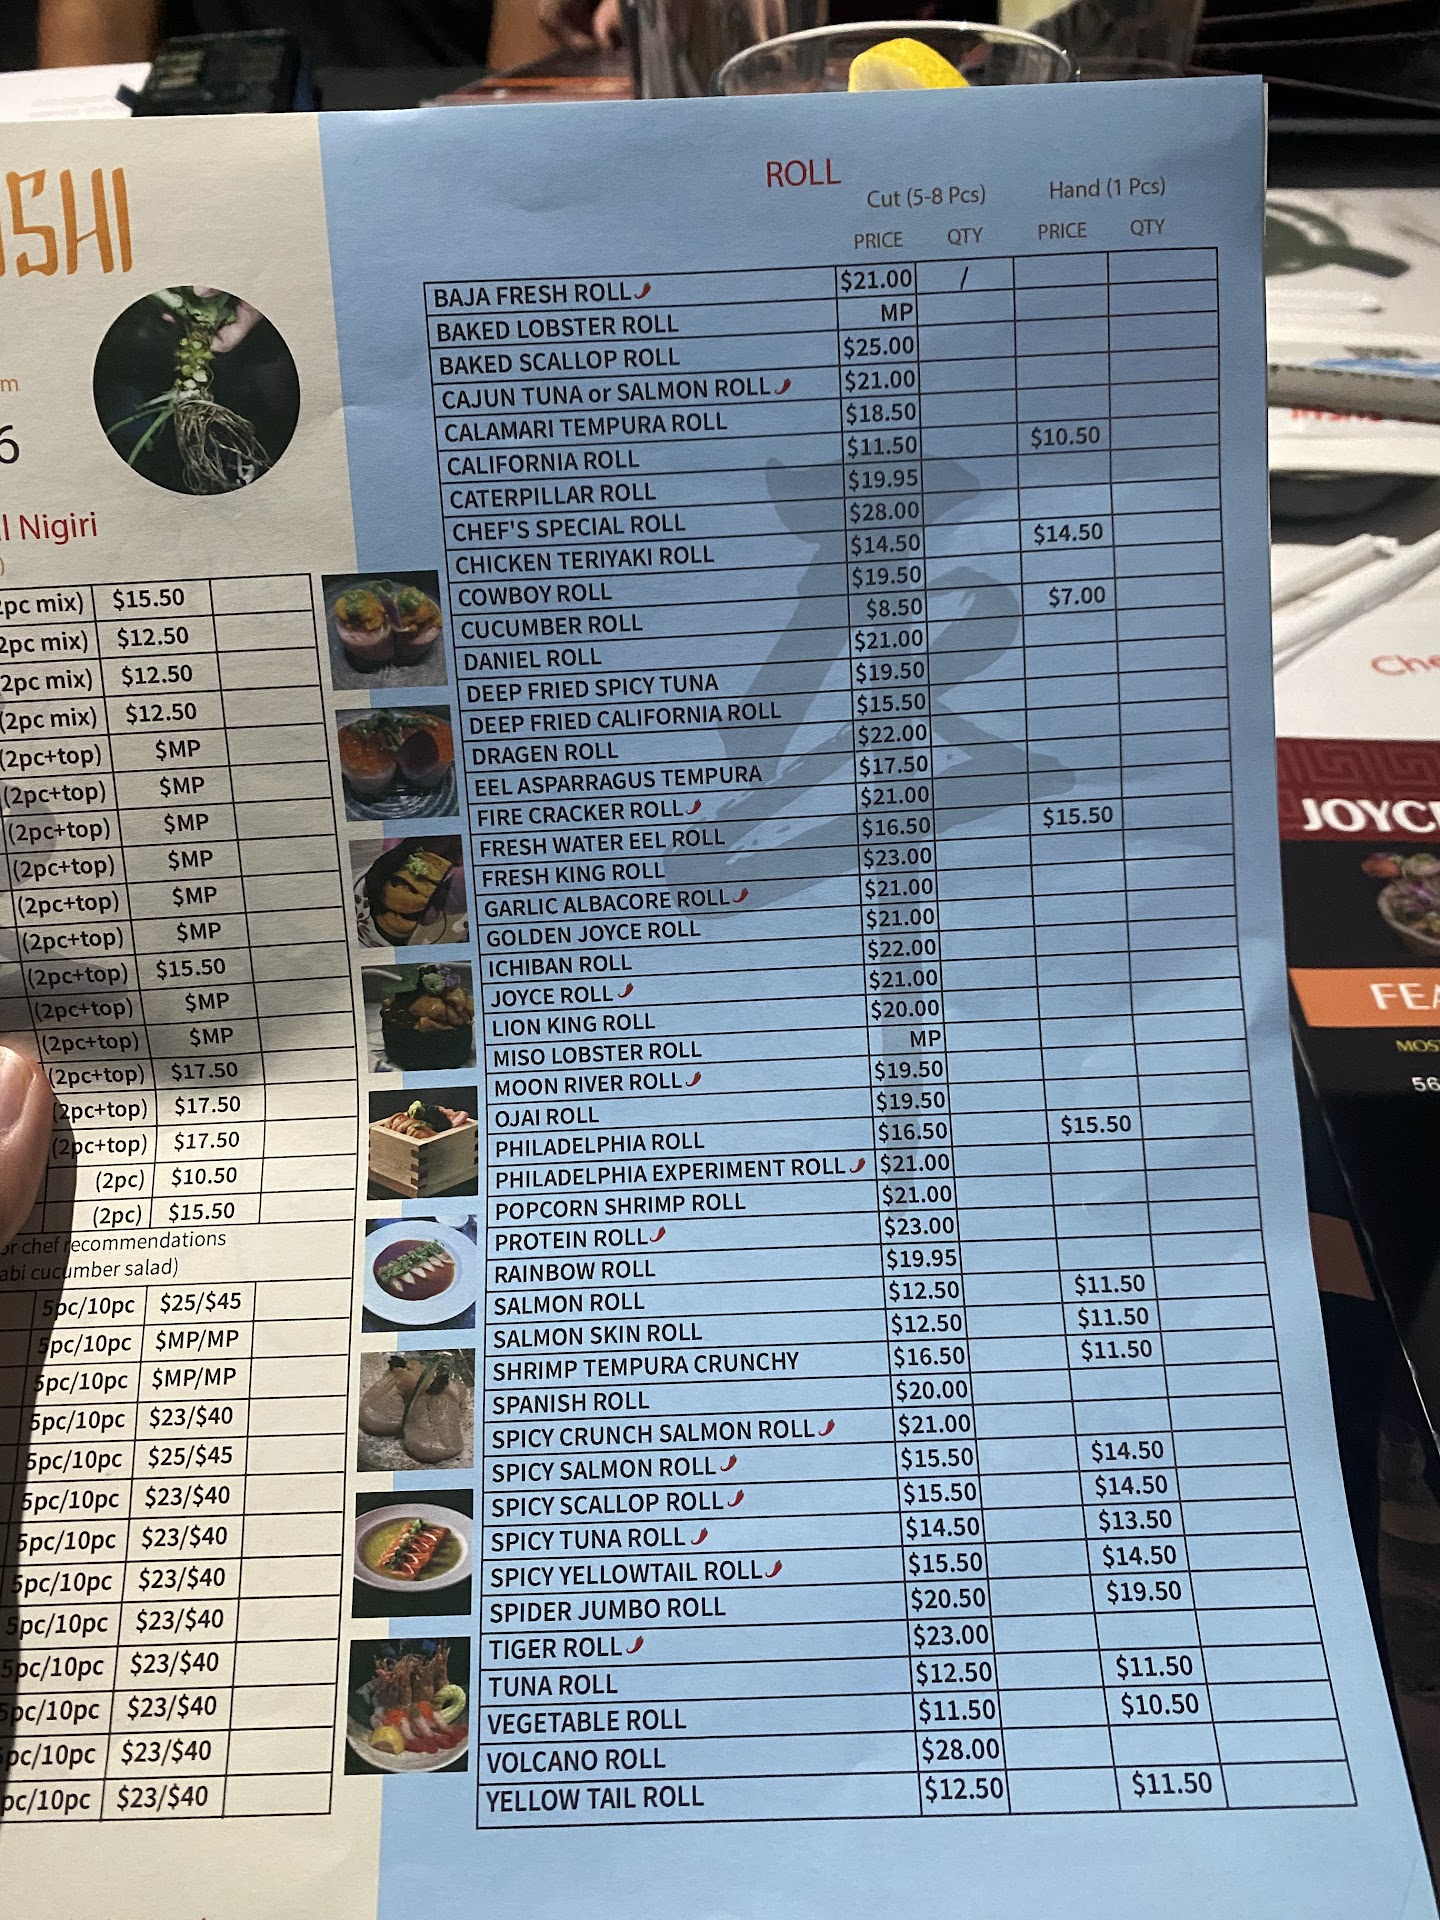 SHI
m
6
l Nigiri
)
2pc mix) $15.50
2pc mix) $12.50
2pc mix) $12.50
(2pc mix) $12.50
(2pc+top) $MP
(2pc+top) $MP
(2pc+top) $MP
(2pc+top) $MP
(2pc+top) $MP
(2pc+top) $MP
(2pc+top) $15.50
(2pc+top) $MP
(2pc+top) $MP
(2pc+top) $17.50
2pc+top) $17.50
(2pc+top) $17.50
(2pc) $10.50
(2pc) $15.50
or chef recommendations
abi cucumber salad)
5pc/10pc $25/$45
5pc/10pc $MP/MP
5pc/10pc $MP/MP
5pc/10pc $23/$40
5pc/10pc $25/$45
5pc/10pc $23/$40
5pc/10pc $23/$40
5pc/10pc $23/$40
5pc/10pc $23/$40
5pc/10pc $23/$40
5pc/10pc $23/$40
pc/10pc $23/$40
pc/10pc $23/$40
ROLL
Cut (5-8 Pcs) Hand (1 Pcs)
PRICE QTY PRICE QTY
BAJA FRESH ROLL $21.00 /
BAKED LOBSTER ROLL MP
BAKED SCALLOP ROLL $25.00
CAJUN TUNA or SALMON ROLL $21.00
CALAMARI TEMPURA ROLL $18.50
CALIFORNIA ROLL $11.50 $10.50
CATERPILLAR ROLL $19.95
CHEF'S SPECIAL ROLL $28.00
CHICKEN TERIYAKI ROLL $14.50 $14.50
COWBOY ROLL $19.50
CUCUMBER ROLL $8.50 $7.00
DANIEL ROLL $21.00
DEEP FRIED SPICY TUNA $19.50
DEEP FRIED CALIFORNIA ROLL $15.50
DRAGEN ROLL $22.00
EEL ASPARRAGUS TEMPURA $17.50
FIRE CRACKER ROLL $21.00
FRESH WATER EEL ROLL $16.50 $15.50
FRESH KING ROLL $23.00
GARLIC ALBACORE ROLL $21.00
GOLDEN JOYCE ROLL $21.00
ICHIBAN ROLL $22.00
JOYCE ROLL $21.00
LION KING ROLL $20.00
MISO LOBSTER ROLL MP
MOON RIVER ROLL $19.50
OJAI ROLL $19.50
PHILADELPHIA ROLL $16.50 $15.50
PHILADELPHIA EXPERIMENT ROLL $21.00
POPCORN SHRIMP ROLL $21.00
PROTEIN ROLL $23.00
RAINBOW ROLL $19.95
SALMON ROLL $12.50 $11.50
SALMON SKIN ROLL $12.50 $11.50
SHRIMP TEMPURA CRUNCHY $16.50 $11.50
SPANISH ROLL $20.00
SPICY CRUNCH SALMON ROLL $21.00
SPICY SALMON ROLL $15.50 $14.50
SPICY SCALLOP ROLL $15.50 $14.50
SPICY TUNA ROLL $14.50 $13.50
SPICY YELLOWTAIL ROLL $15.50 $14.50
SPIDER JUMBO ROLL $20.50 $19.50
TIGER ROLL $23.00
TUNA ROLL $12.50 $11.50
VEGETABLE ROLL $11.50 $10.50
VOLCANO ROLL $28.00
YELLOW TAIL ROLL $12.50 $11.50
Che
JOYC
FEA
MOS
56